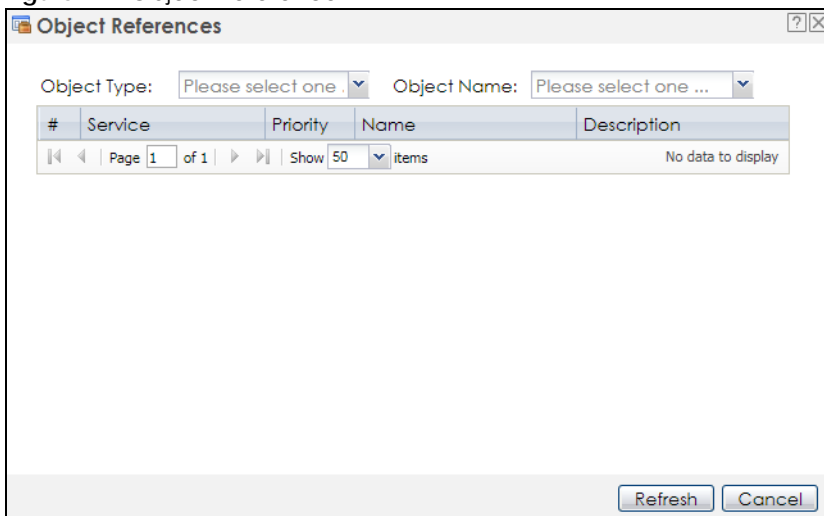 Object References
Object Type: Please select one . Object Name: Please select one ...
# Service Priority Name Description
Page 1 of 1 Show 50 items No data to display
Refresh Cancel